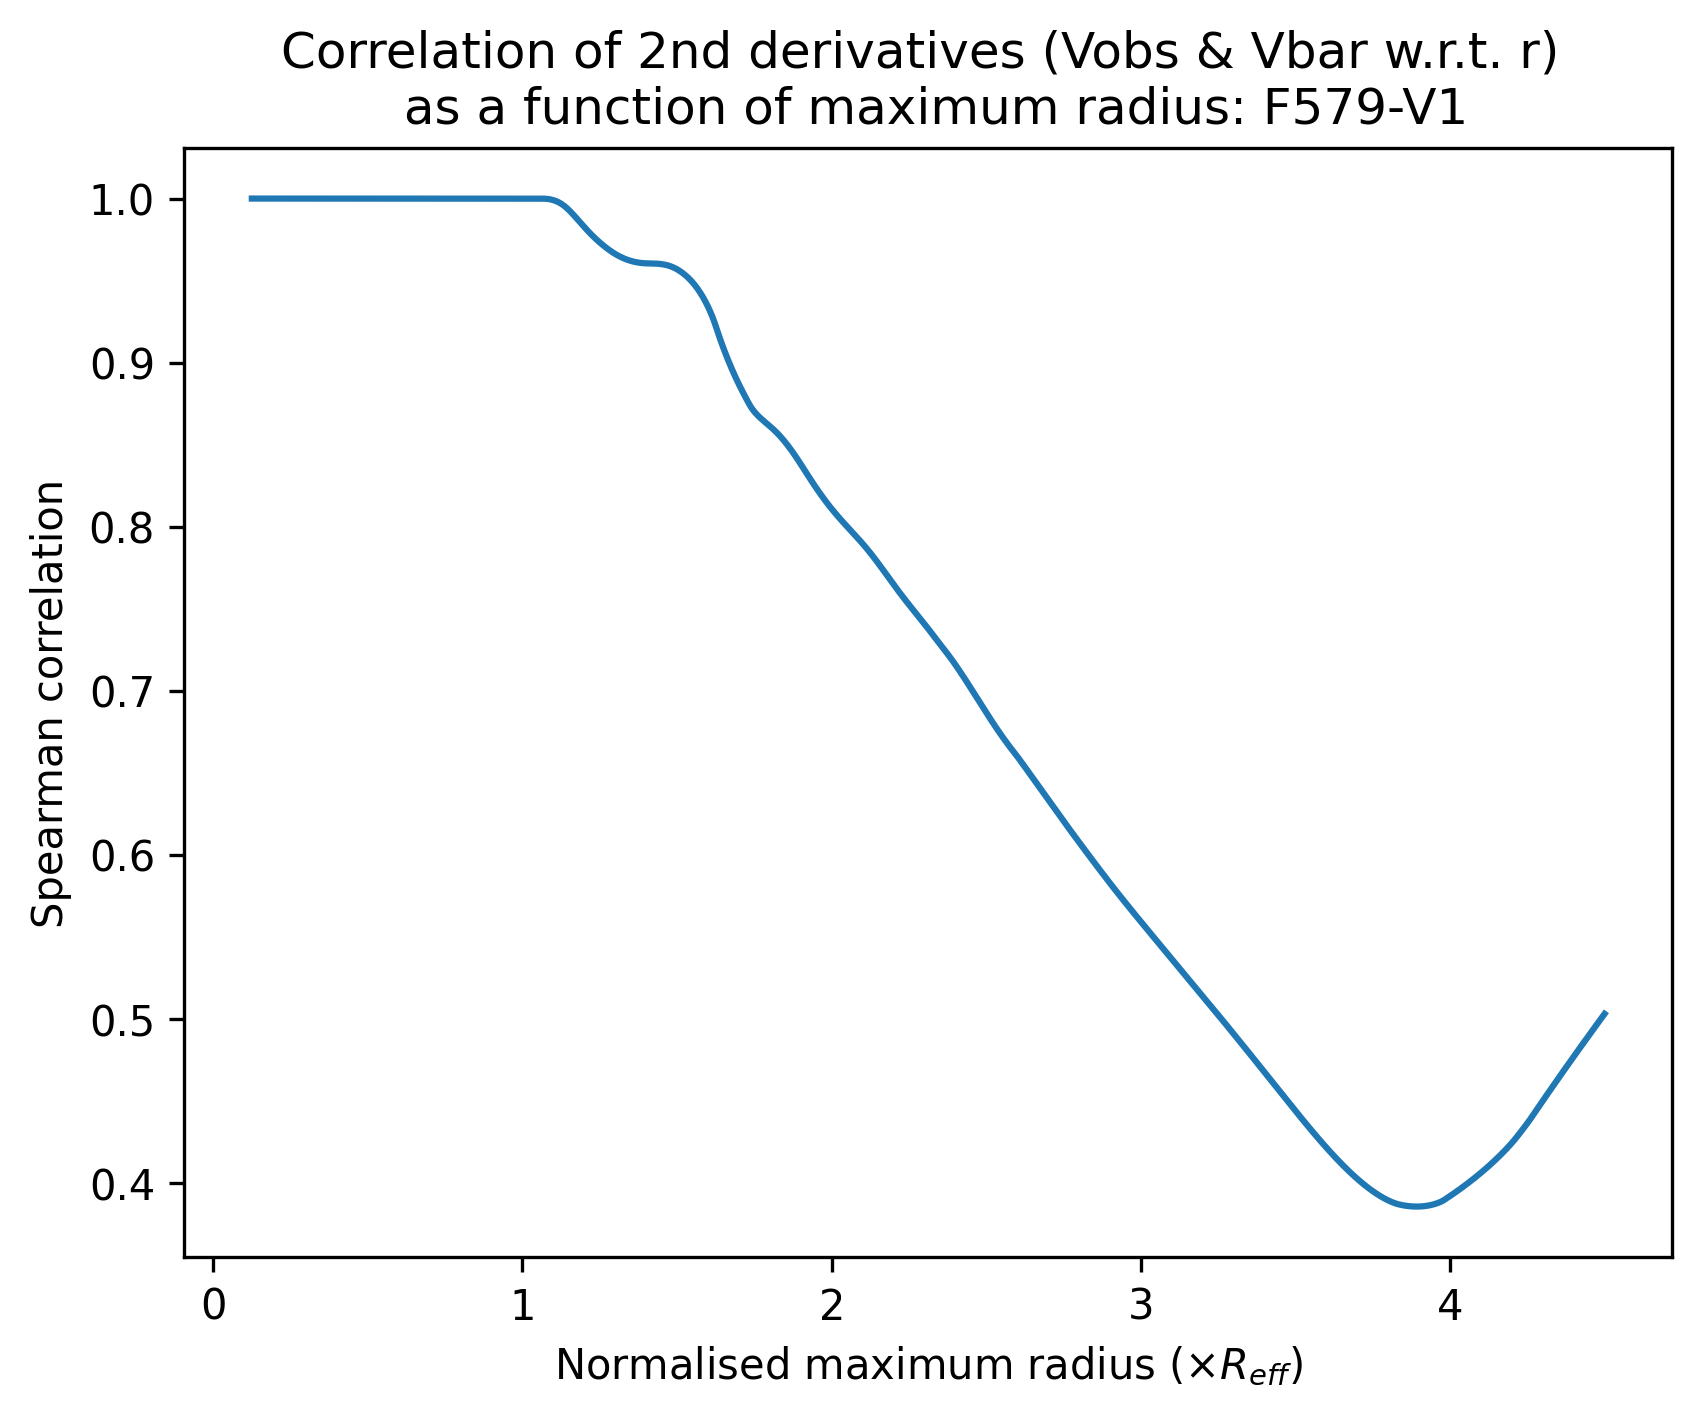 Correlation of 2nd derivatives (Vobs & Vbar w.r.t. r)
as a function of maximum radius: F579-V1
Spearman correlation
1.0
0.9
0.8
0.7
0.6
0.5
0.4
0 1 2 3 4
Normalised maximum radius (×R_eff)